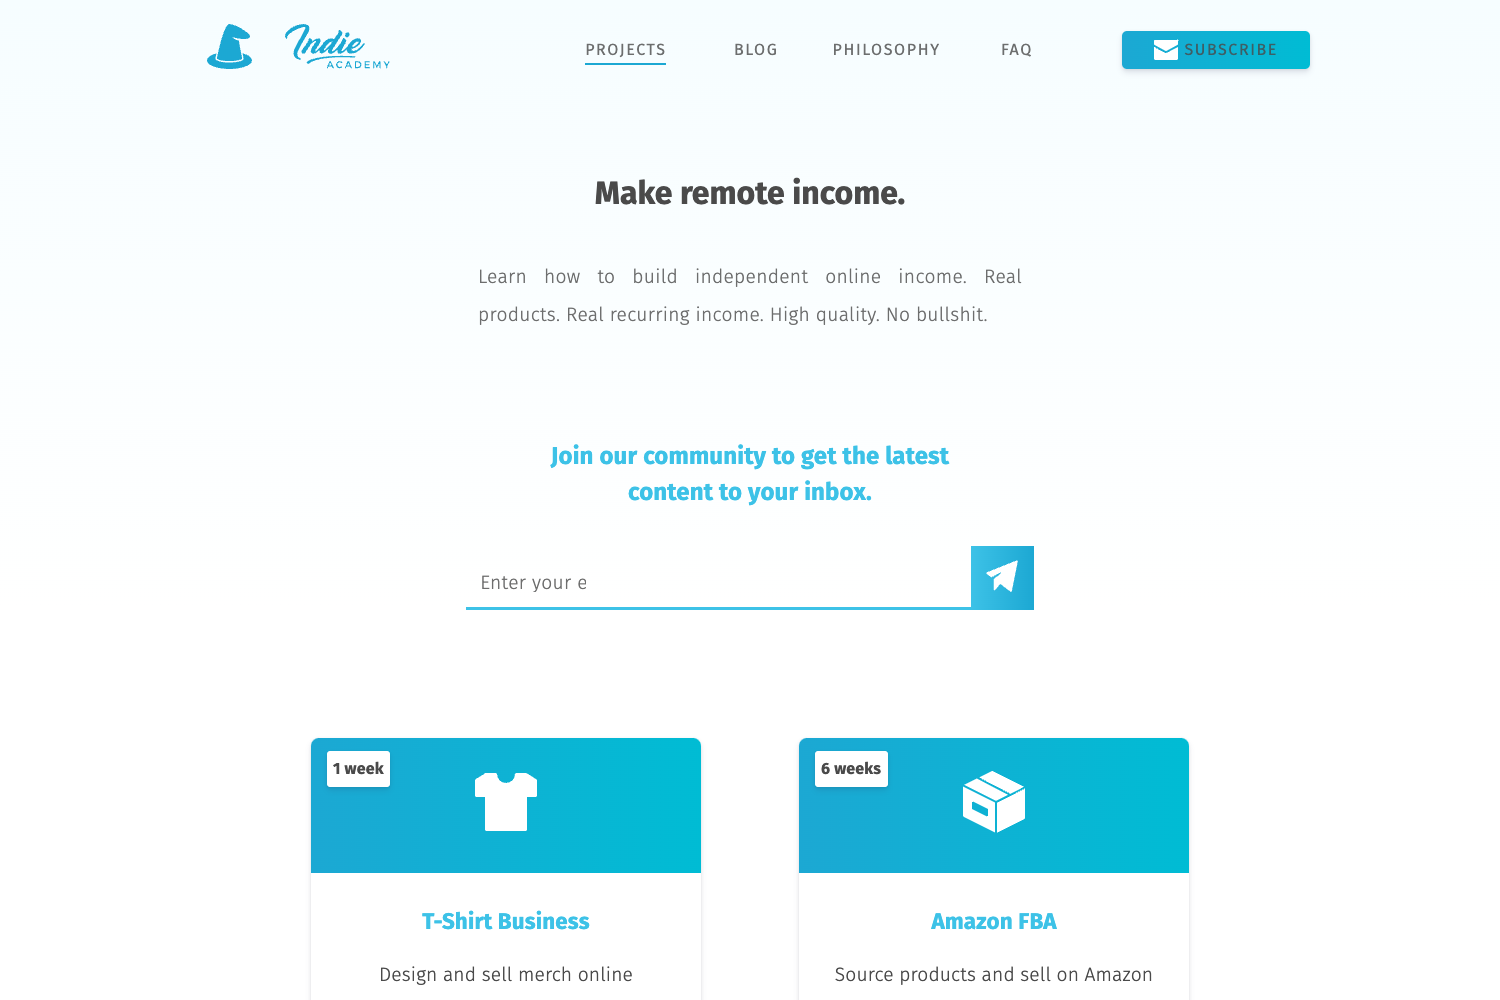 Indie
ACADEMY
PROJECTS
BLOG
PHILOSOPHY
FAQ
SUBSCRIBE
Make remote income.
Learn how to build independent online income. Real
products. Real recurring income. High quality. No bullshit.
Join our community to get the latest
content to your inbox.
Enter your e
1 week
6 weeks
T-Shirt Business
Amazon FBA
Design and sell merch online
Source products and sell on Amazon